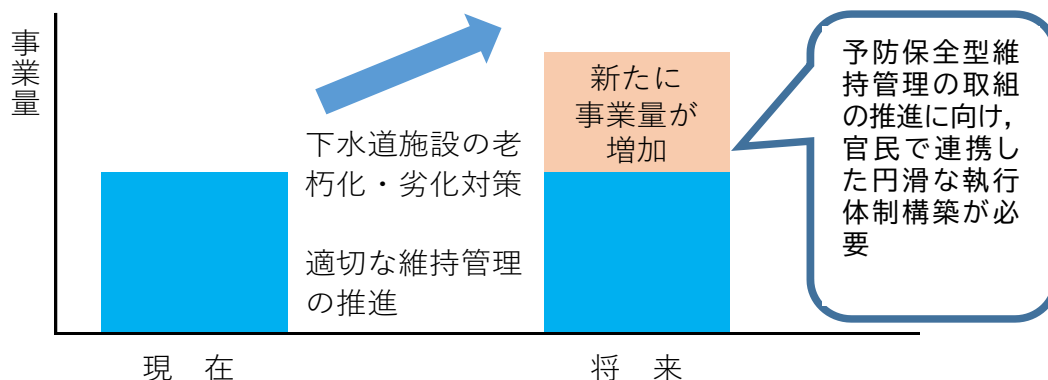 事業量
新たに
事業量が
増加
下水道施設の老
朽化・劣化対策
適切な維持管理
の推進
予防保全型維
持管理の取組
の推進に向け，
官民で連携し
た円滑な執行
体制構築が必
要
現　在
将　来